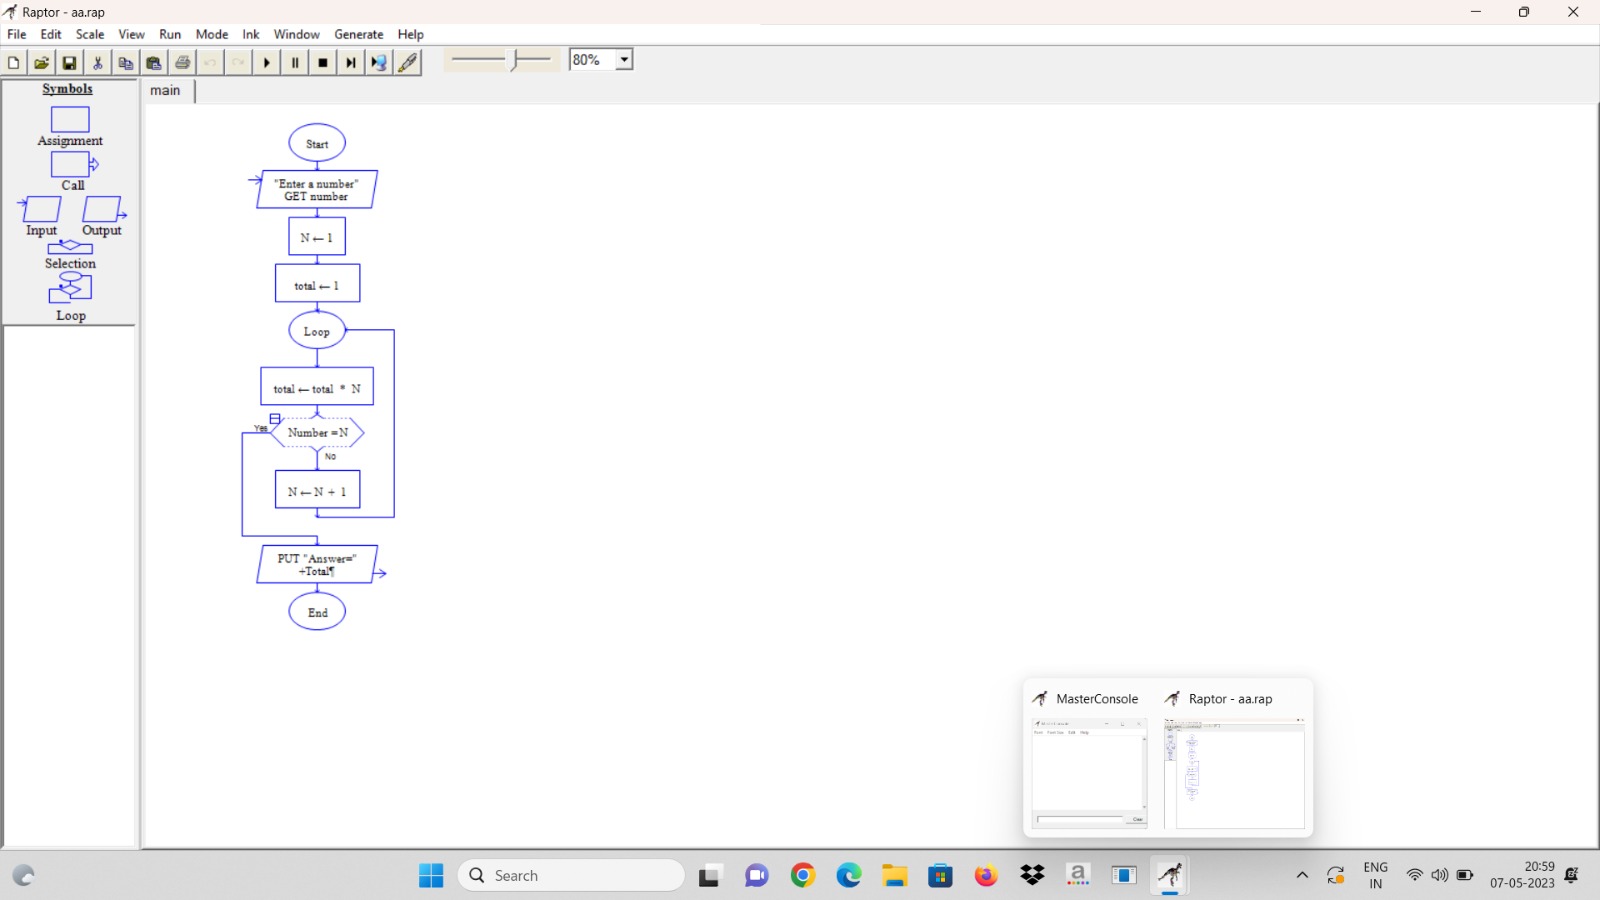 Raptor - aa.rap
File Edit Scale View Run Mode Ink Window Generate Help
80%
Symbols
Assignment
Call
Input Output
Selection
Loop
main
Start
"Enter a number"
GET number
N ← 1
total ← 1
Loop
total ← total * N
Yes
Number = N
No
N ← N + 1
PUT "Answer="
+Total¶
End
MasterConsole
Raptor - aa.rap
Search
a
ENG
IN
20:59
07-05-2023